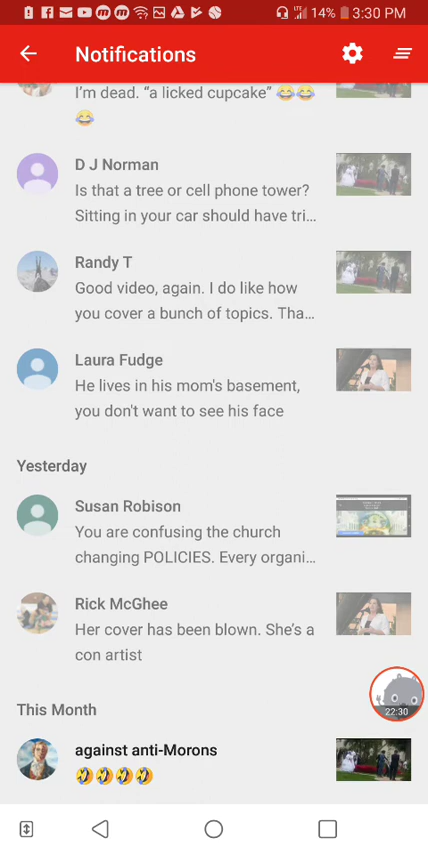 14% 3:30 PM
Notifications
I'm dead. “a licked cupcake” 😂😂
😂
D J Norman
Is that a tree or cell phone tower?
Sitting in your car should have tri...
Randy T
Good video, again. I do like how
you cover a bunch of topics. Tha...
Laura Fudge
He lives in his mom's basement,
you don't want to see his face
Yesterday
Susan Robison
You are confusing the church
changing POLICIES. Every organi...
Rick McGhee
Her cover has been blown. She's a
con artist
22:30
This Month
against anti-Morons
🤣🤣🤣🤣